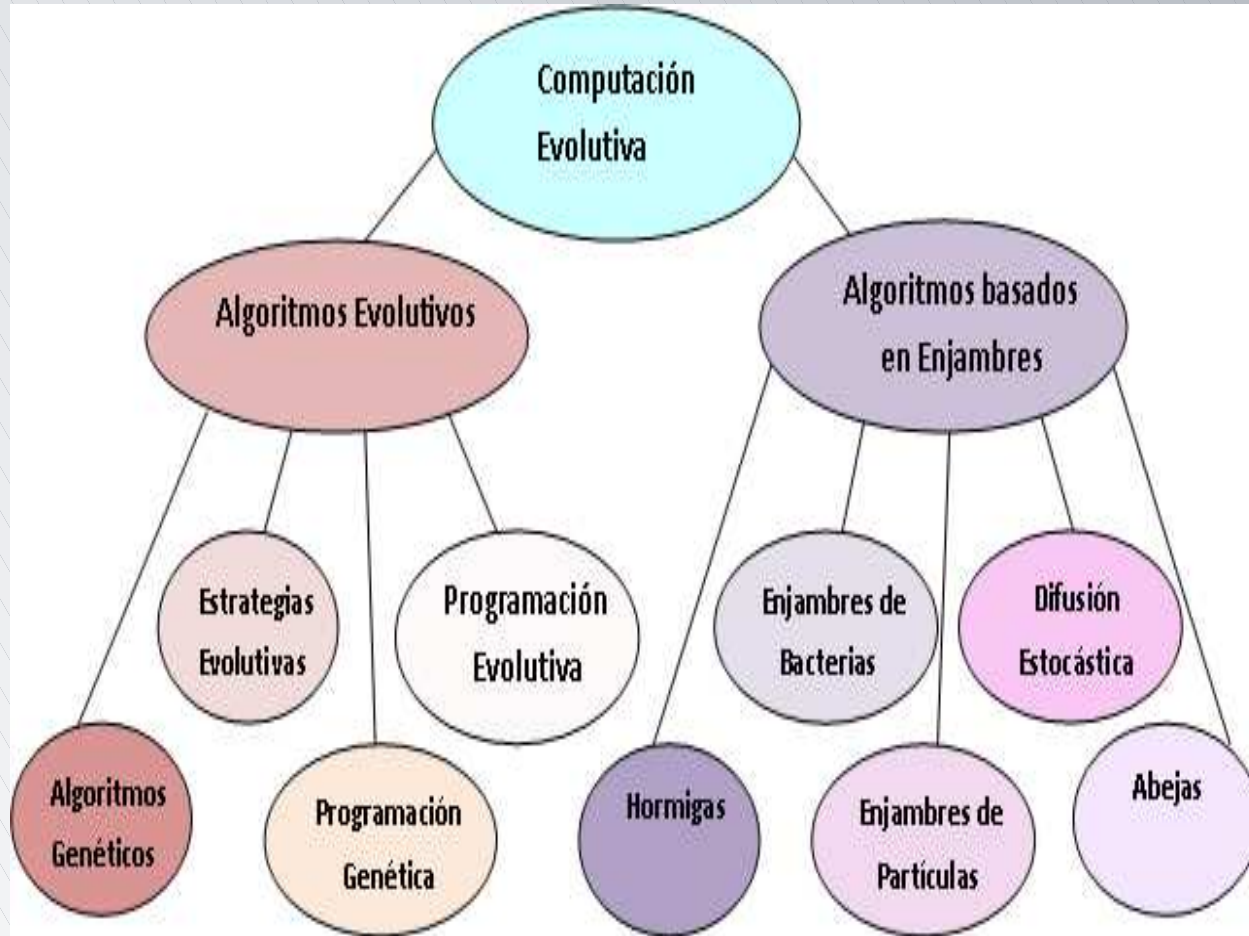 Computación
Evolutiva
Algoritmos Evolutivos
Algoritmos basados
en Enjambres
Estrategias
Evolutivas
Programación
Evolutiva
Enjambres de
Bacterias
Difusión
Estocástica
Algoritmos
Genéticos
Programación
Genética
Hormigas
Enjambres de
Partículas
Abejas